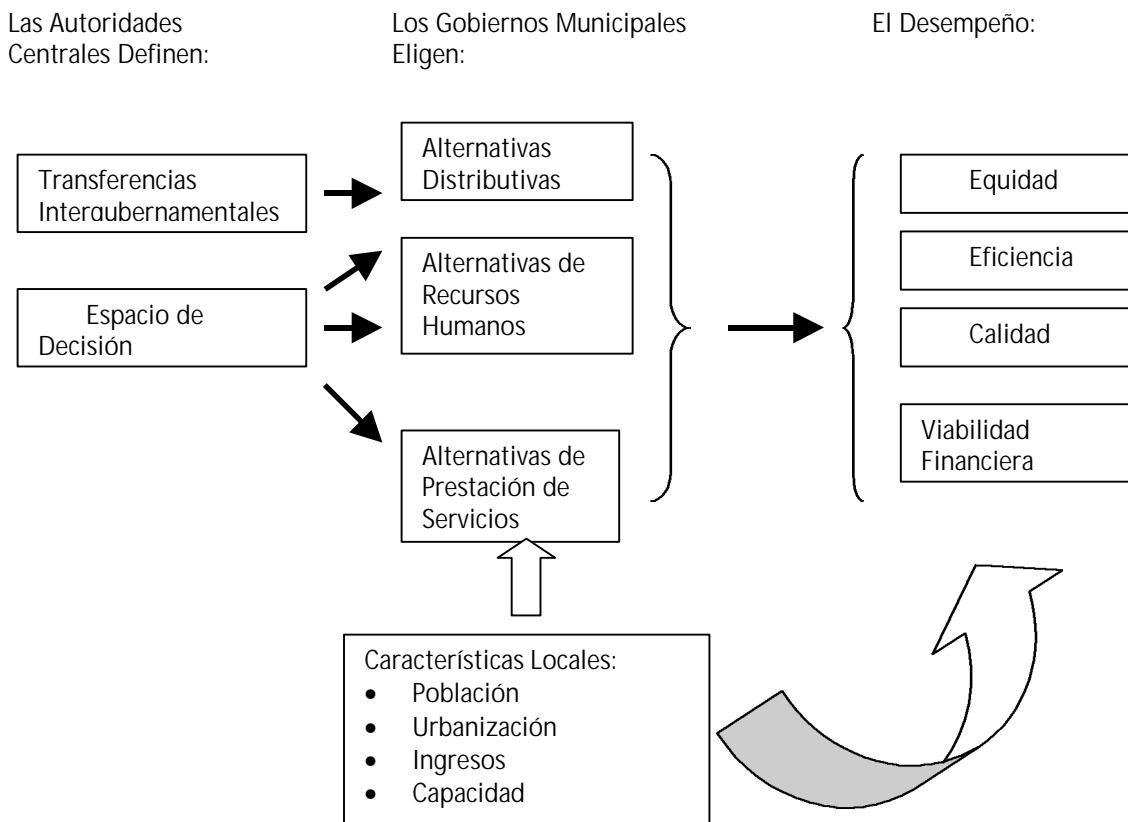 Las Autoridades
Centrales Definen:
Los Gobiernos Municipales
Eligen:
El Desempeño:
Transferencias
Intergubernamentales
Espacio de
Decisión
Alternativas
Distributivas
Alternativas de
Recursos
Humanos
Alternativas de
Prestación de
Servicios
Equidad
Eficiencia
Calidad
Viabilidad
Financiera
Características Locales:
• Población
• Urbanización
• Ingresos
• Capacidad